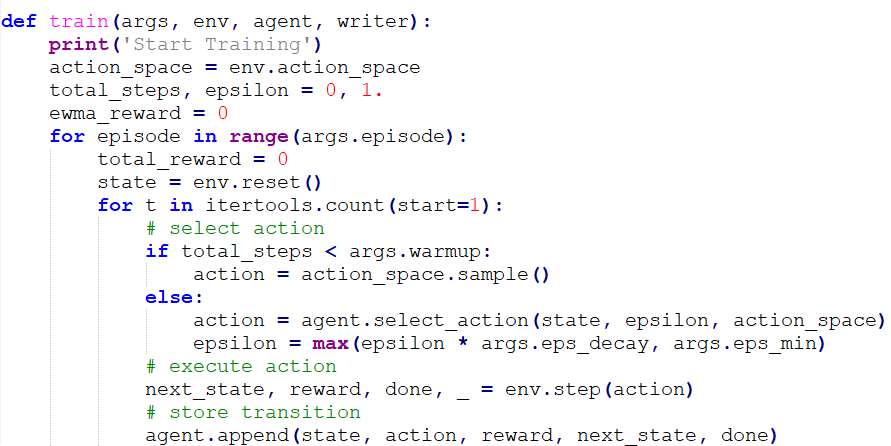 def train(args, env, agent, writer):
    print('Start Training')
    action_space = env.action_space
    total_steps, epsilon = 0, 1.
    ewma_reward = 0
    for episode in range(args.episode):
        total_reward = 0
        state = env.reset()
        for t in itertools.count(start=1):
            # select action
            if total_steps < args.warmup:
                action = action_space.sample()
            else:
                action = agent.select_action(state, epsilon, action_space)
                epsilon = max(epsilon * args.eps_decay, args.eps_min)
            # execute action
            next_state, reward, done, _ = env.step(action)
            # store transition
            agent.append(state, action, reward, next_state, done)